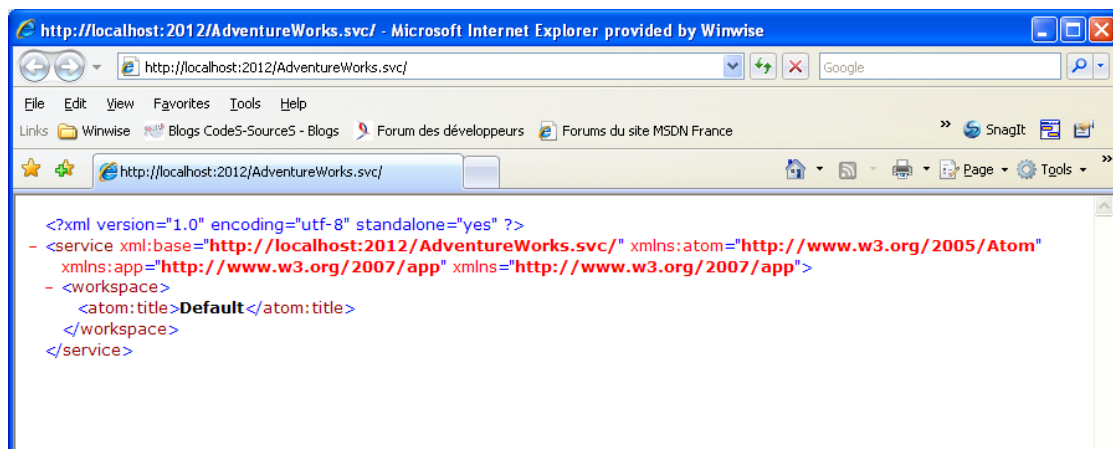 http://localhost:2012/AdventureWorks.svc/ - Microsoft Internet Explorer provided by Winwise
http://localhost:2012/AdventureWorks.svc/ Google
File Edit View Favorites Tools Help
Links Winwise Blogs CodeS-SourceS - Blogs Forum des développeurs Forums du site MSDN France » SnagIt
http://localhost:2012/AdventureWorks.svc/ Page Tools »
<?xml version="1.0" encoding="utf-8" standalone="yes" ?>
- <service xml:base="http://localhost:2012/AdventureWorks.svc/" xmlns:atom="http://www.w3.org/2005/Atom"
xmlns:app="http://www.w3.org/2007/app" xmlns="http://www.w3.org/2007/app">
- <workspace>
<atom:title>Default</atom:title>
</workspace>
</service>